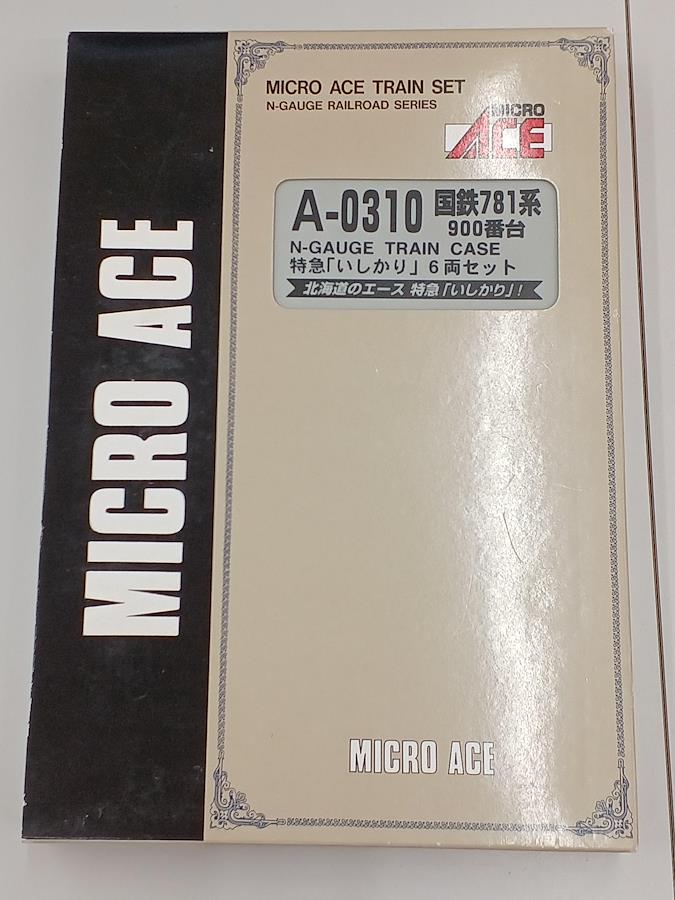 MICRO ACE
MICRO ACE TRAIN SET
N-GAUGE RAILROAD SERIES
MICRO
ACE
A-0310 国鉄781系
900番台
N-GAUGE TRAIN CASE
特急「いしかり」6両セット
北海道のエース 特急「いしかり」!
MICRO ACE